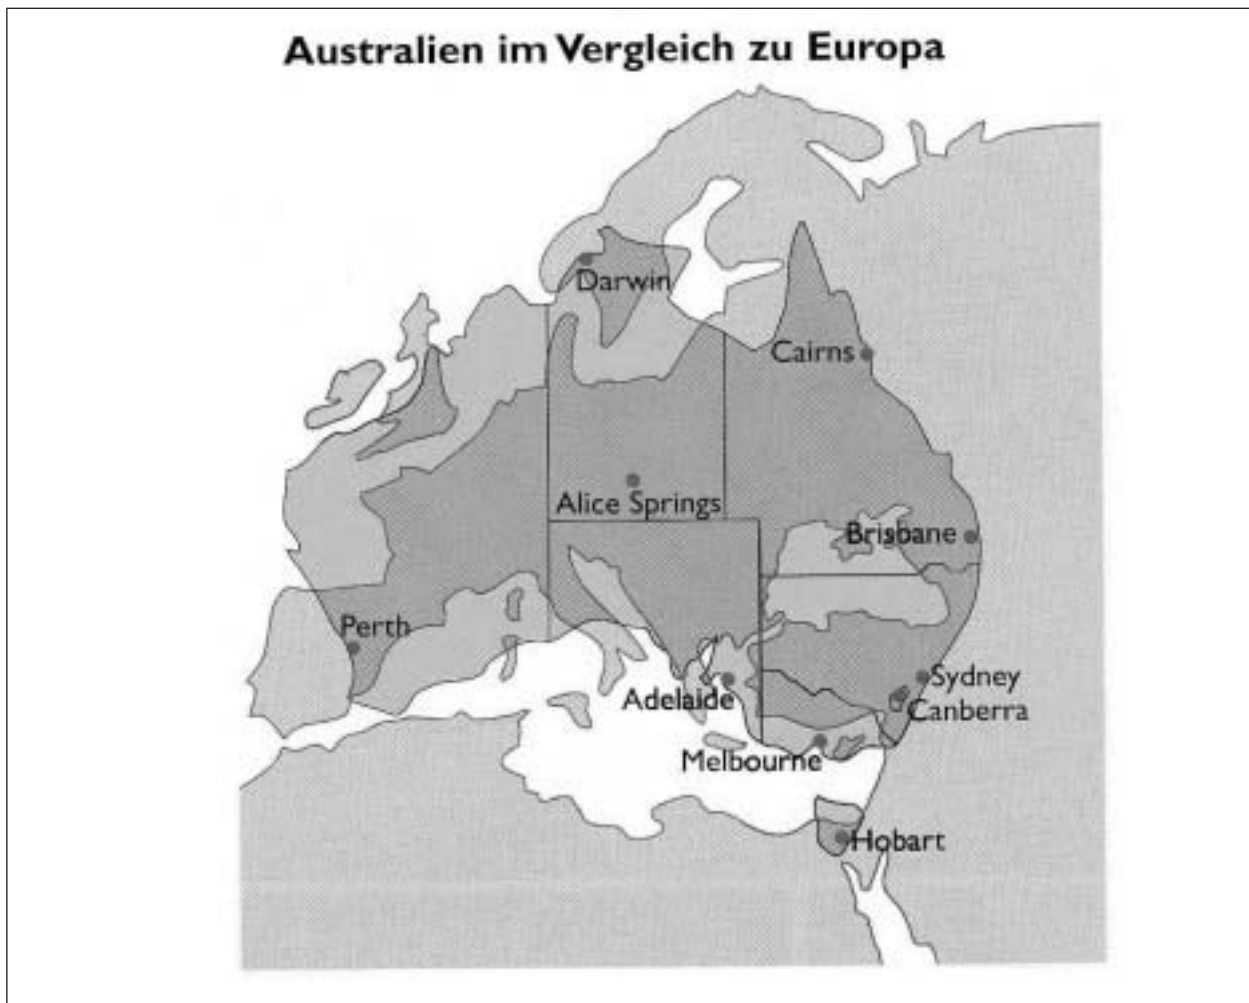 Australien im Vergleich zu Europa
Darwin
Cairns
Alice Springs
Brisbane
Perth
Sydney
Adelaide
Canberra
Melbourne
Hobart